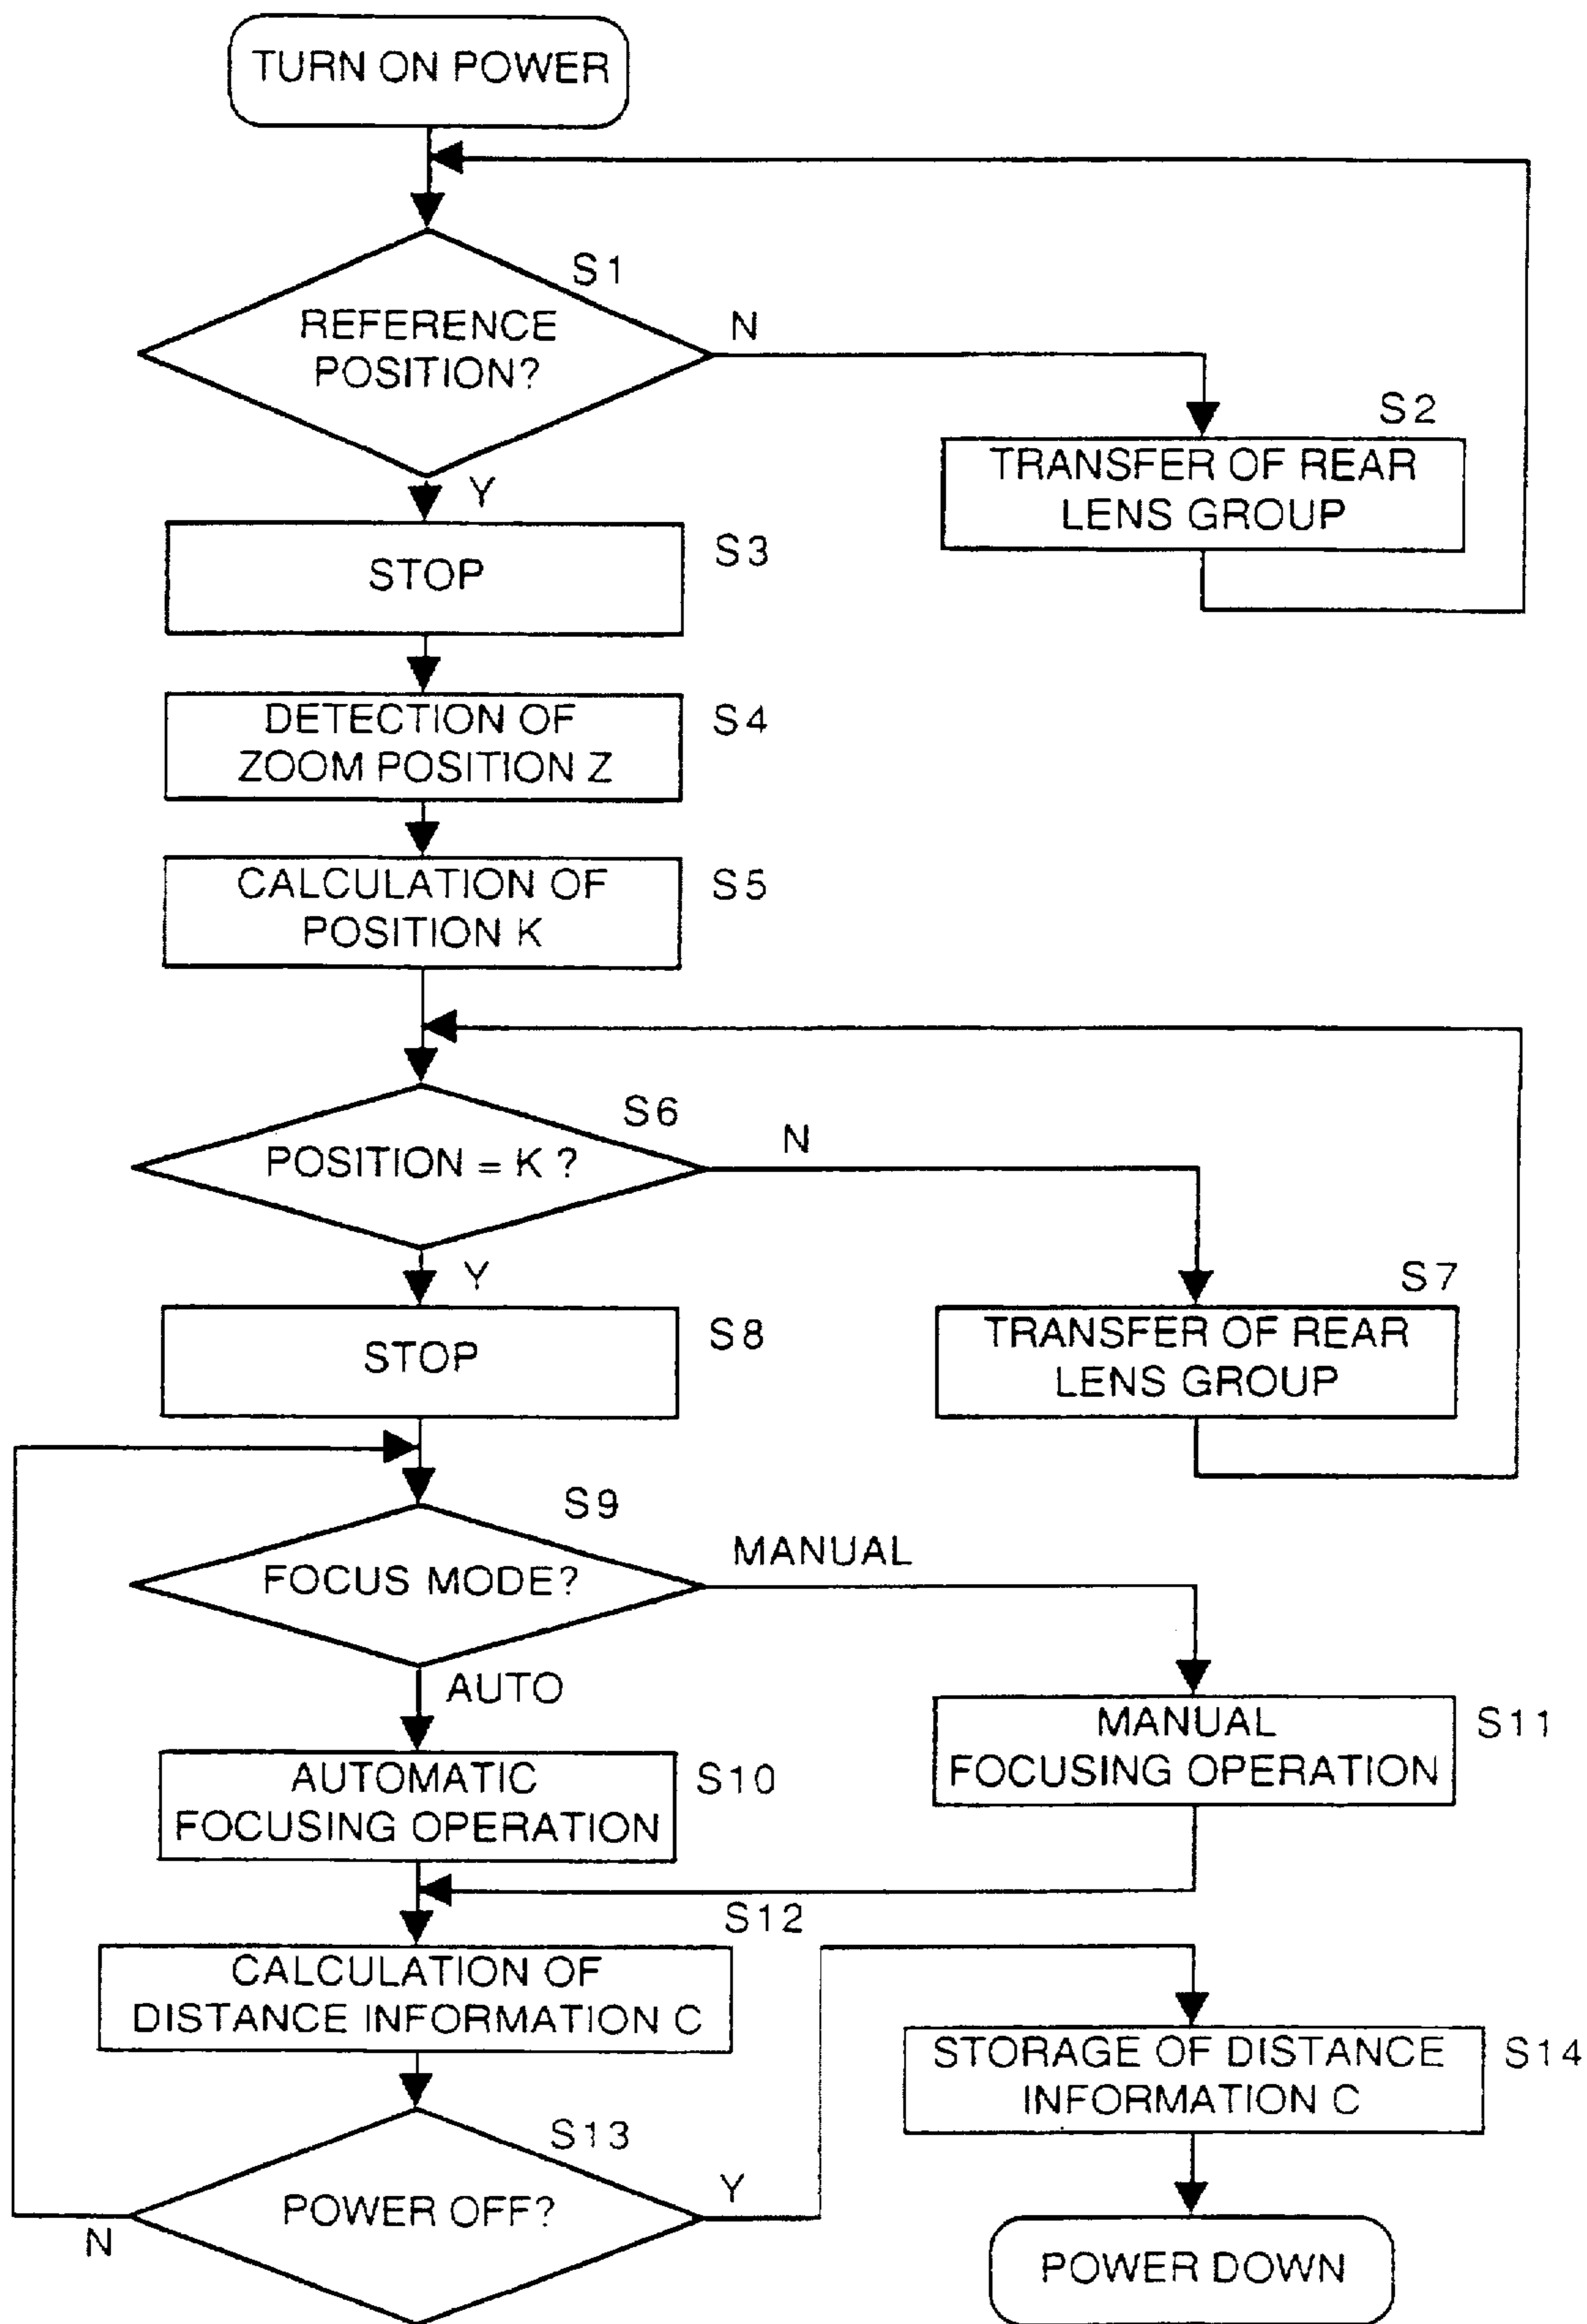 TURN ON POWER
S1
REFERENCE
POSITION?
N
S2
TRANSFER OF REAR
LENS GROUP
Y
STOP
S3
DETECTION OF
ZOOM POSITION Z
S4
CALCULATION OF
POSITION K
S5
S6
POSITION = K ?
N
Y
S7
TRANSFER OF REAR
LENS GROUP
STOP
S8
S9
FOCUS MODE?
MANUAL
AUTO
MANUAL
FOCUSING OPERATION
S11
AUTOMATIC
FOCUSING OPERATION
S10
S12
CALCULATION OF
DISTANCE INFORMATION C
STORAGE OF DISTANCE
INFORMATION C
S14
S13
POWER OFF?
Y
N
POWER DOWN